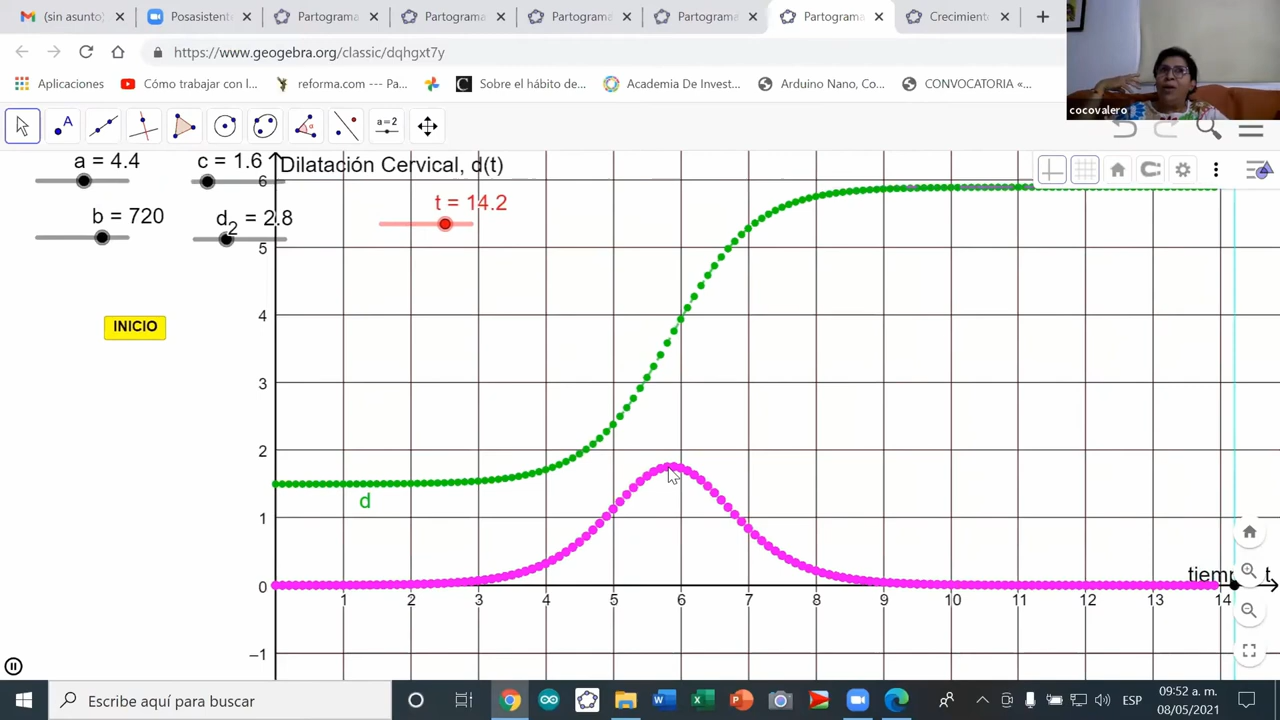 (sin asunto)
Posasistente
Partograma
Partograma
Partograma
Partograma
Partograma
Crecimient
https://www.geogebra.org/classic/dqhgxt7y
Aplicaciones
Cómo trabajar con l...
reforma.com --- Pa...
Sobre el hábito de...
Academia De Invest...
Arduino Nano, Co...
CONVOCATORIA «...
cocovalero
A
a=2
a = 4.4
c = 1.6
Dilatación Cervical, d(t)
b = 720
d2 = 2.8
t = 14.2
INICIO
6
5
4
3
2
1
0
–1
d
tiem
t
1 2 3 4 5 6 7 8 9 10 11 12 13 14
Escribe aquí para buscar
ESP
09:52 a. m.
08/05/2021